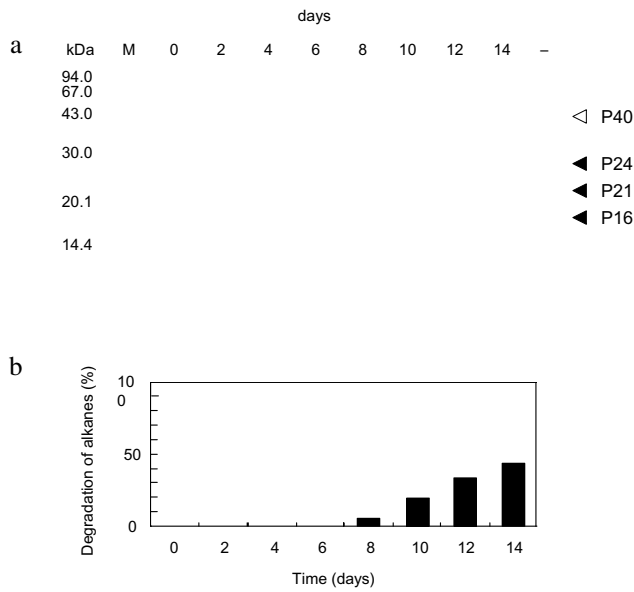 days
a kDa M 0 2 4 6 8 10 12 14 –
94.0
67.0
43.0
P40
30.0
P24
P21
20.1
P16
14.4
b
Degradation of alkanes (%)
10
0
50
0
0 2 4 6 8 10 12 14
Time (days)